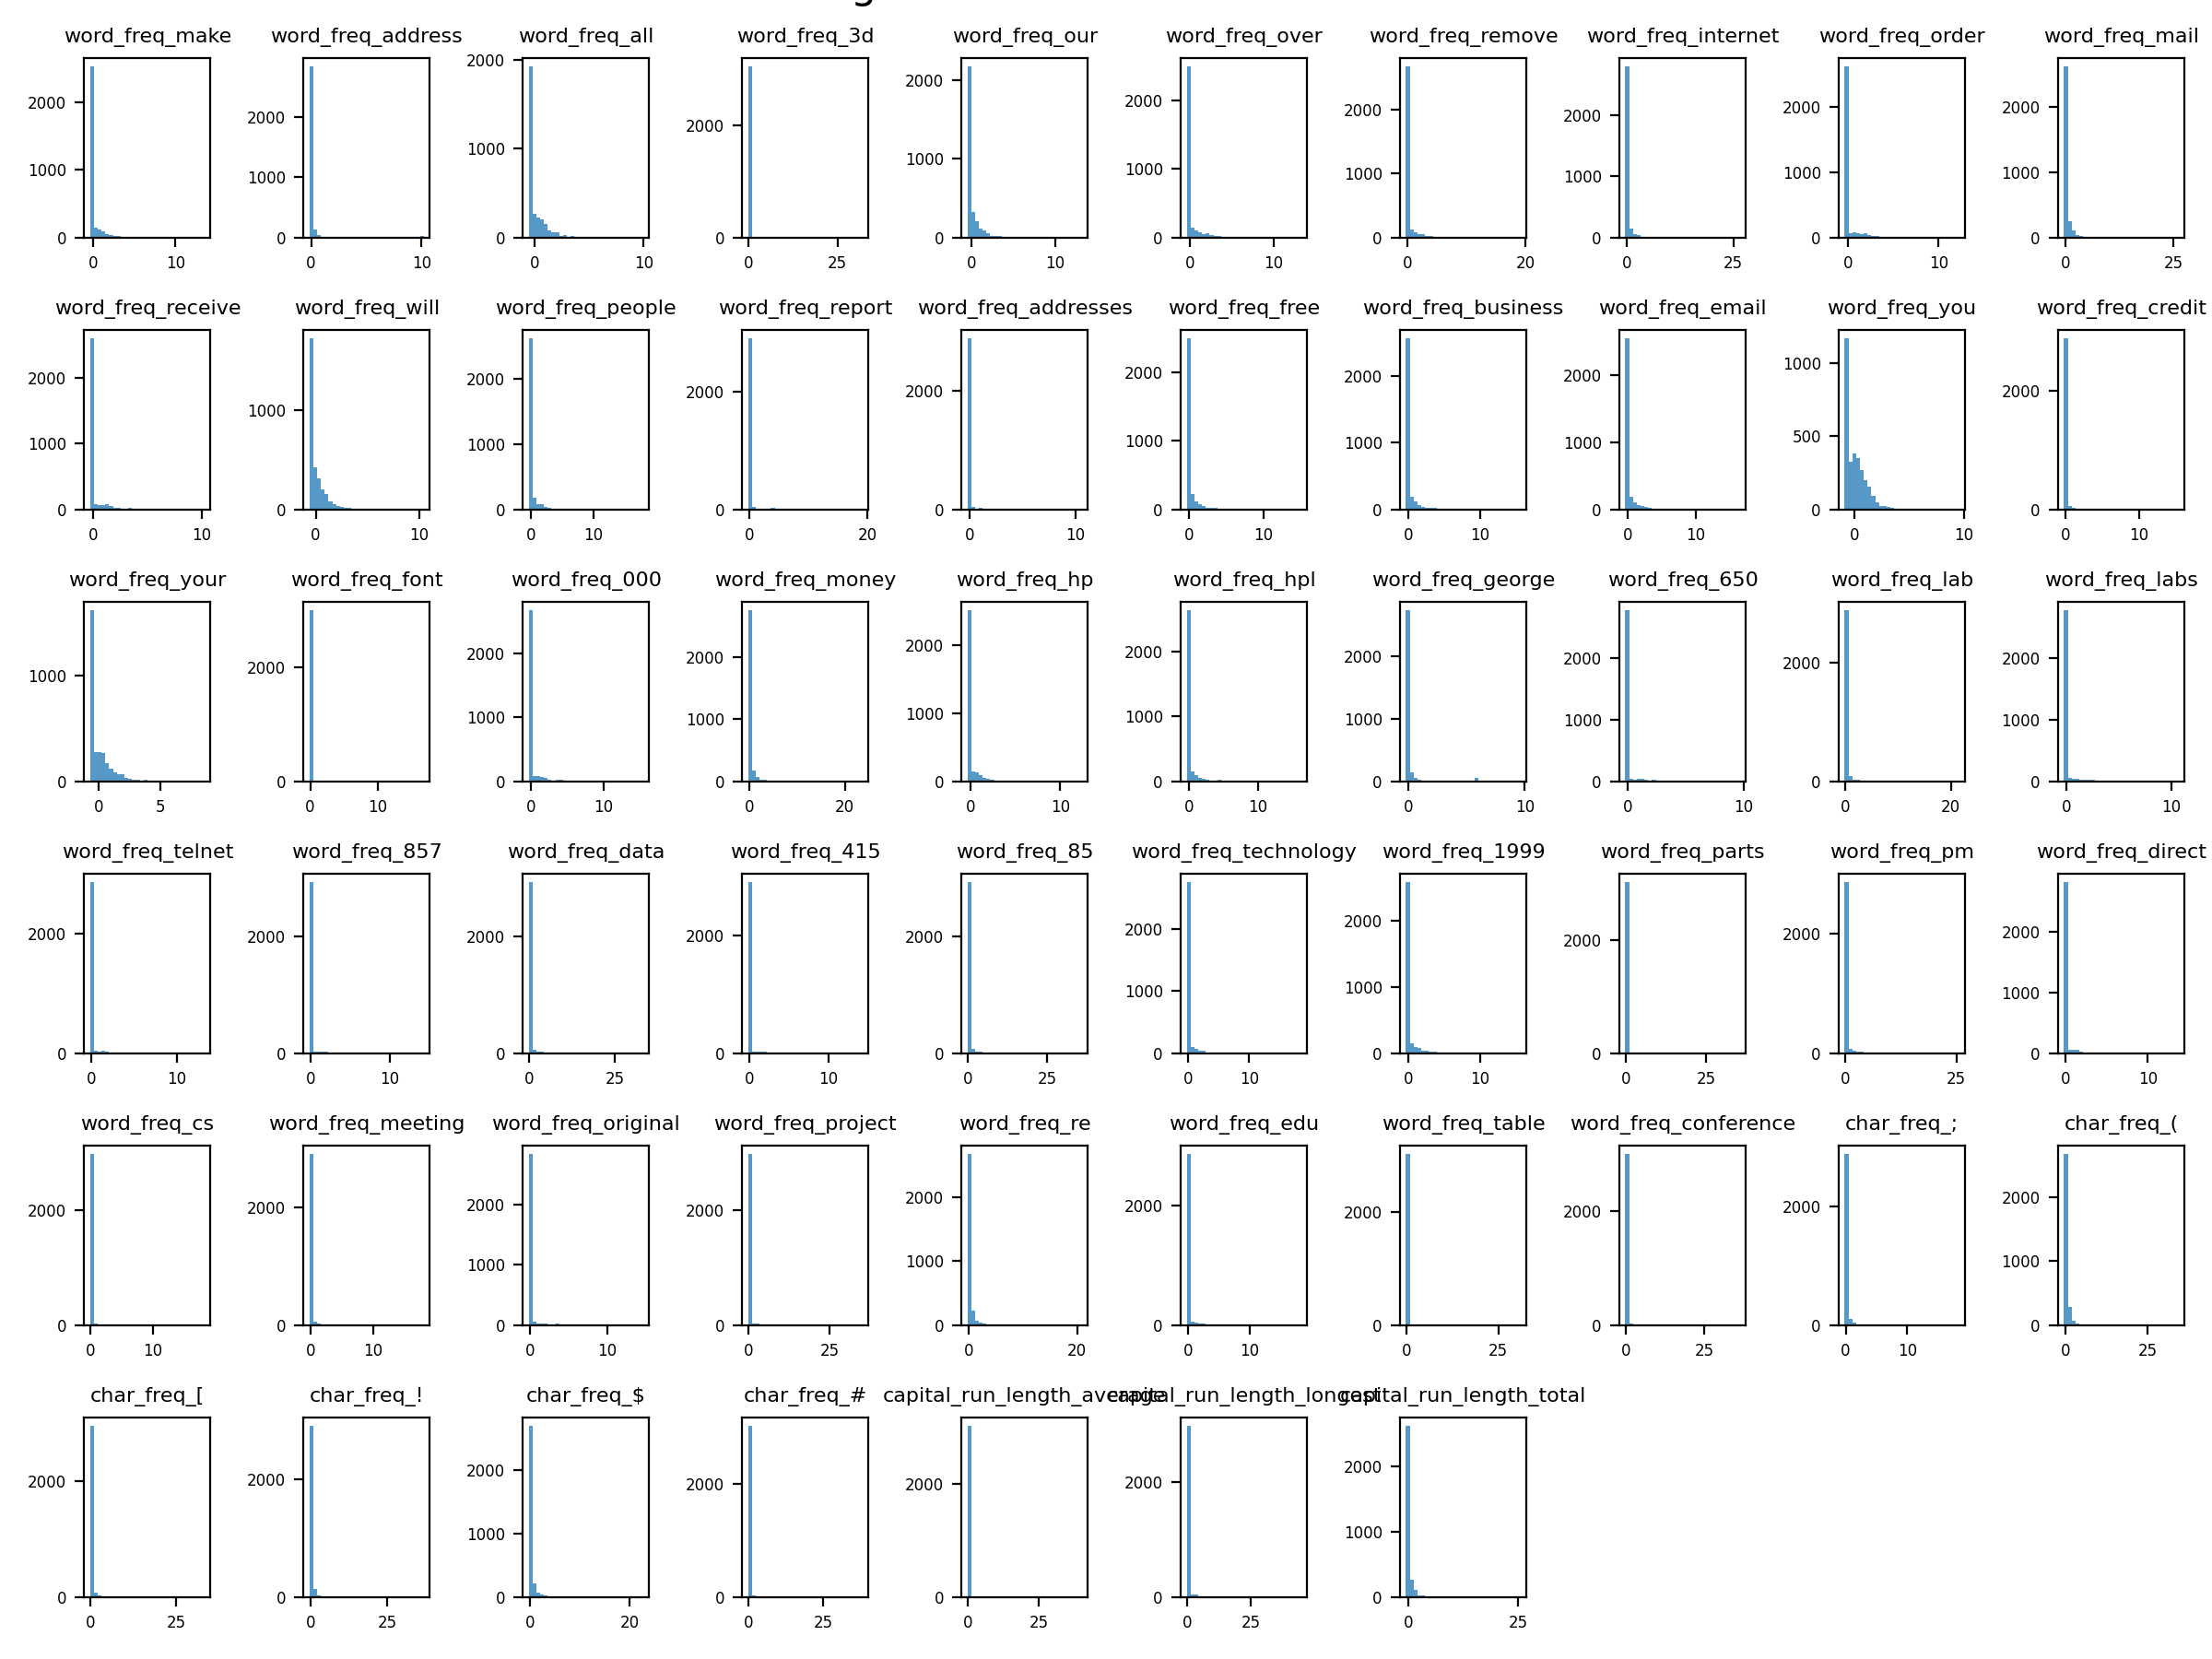 word_freq_make word_freq_address word_freq_all word_freq_3d word_freq_our word_freq_over word_freq_remove word_freq_internet word_freq_order word_freq_mail
2000 2000 2000 2000 2000 2000 2000 2000 2000 2000
1000 1000 1000 1000 1000 1000 1000 1000 1000
0 0 0 0 0 0 0 0 0 0
0 10 0 10 0 10 0 25 0 10 0 10 0 20 0 25 0 10 0 25
word_freq_receive word_freq_will word_freq_people word_freq_report word_freq_addresses word_freq_free word_freq_business word_freq_email word_freq_you word_freq_credit
2000 1000 2000 2000 2000 2000 2000 2000 1000 2000
1000 1000 1000 1000 1000 500
0 0 0 0 0 0 0 0 0 0
0 10 0 10 0 10 0 20 0 10 0 10 0 10 0 10 0 10 0 10
word_freq_your word_freq_font word_freq_000 word_freq_money word_freq_hp word_freq_hpl word_freq_george word_freq_650 word_freq_lab word_freq_labs
1000 2000 2000 2000 2000 2000 2000 2000 2000 2000
1000 1000 1000 1000 1000 1000 1000
0 0 0 0 0 0 0 0 0 0
0 5 0 10 0 10 0 20 0 10 0 10 0 10 0 10 0 20 0 10
word_freq_telnet word_freq_857 word_freq_data word_freq_415 word_freq_85 word_freq_technology word_freq_1999 word_freq_parts word_freq_pm word_freq_direct
2000 2000 2000 2000 2000 2000 2000 2000 2000 2000
1000 1000 1000
0 0 0 0 0 0 0 0 0 0
0 10 0 10 0 25 0 10 0 25 0 10 0 10 0 25 0 25 0 10
word_freq_cs word_freq_meeting word_freq_original word_freq_project word_freq_re word_freq_edu word_freq_table word_freq_conference char_freq_; char_freq_(
2000 2000 2000 2000 2000 2000 2000 2000 2000 2000
1000 1000 1000
0 0 0 0 0 0 0 0 0 0
0 10 0 10 0 10 0 25 0 20 0 10 0 25 0 25 0 10 0 25
char_freq_[ char_freq_! char_freq_$ char_freq_# capital_run_length_average capital_run_length_longest capital_run_length_total
2000 2000 2000 2000 2000 2000 2000
1000 1000
0 0 0 0 0 0 0
0 25 0 25 0 20 0 25 0 25 0 25 0 25